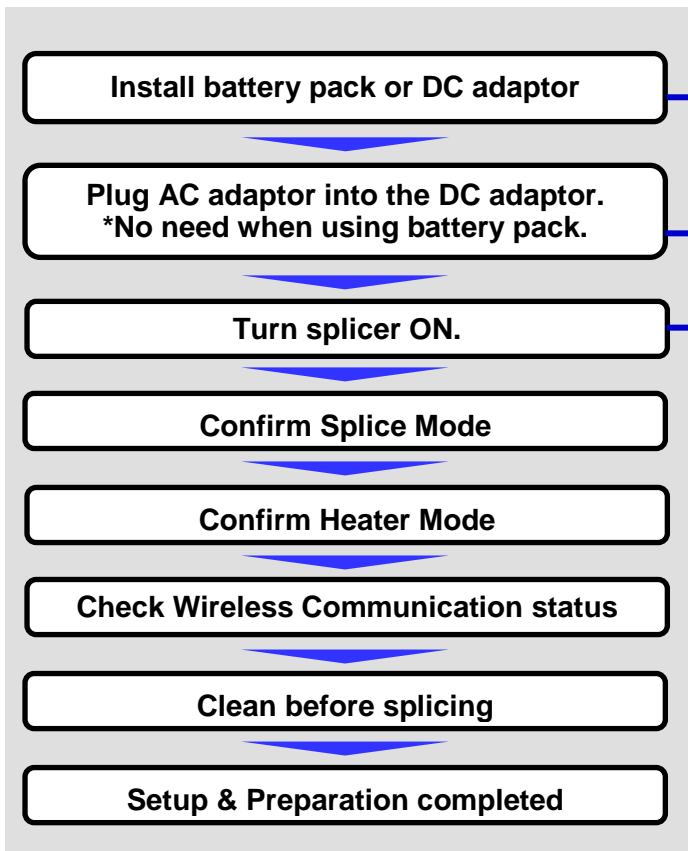 Install battery pack or DC adaptor
Plug AC adaptor into the DC adaptor.
*No need when using battery pack.
Turn splicer ON.
Confirm Splice Mode
Confirm Heater Mode
Check Wireless Communication status
Clean before splicing
Setup & Preparation completed